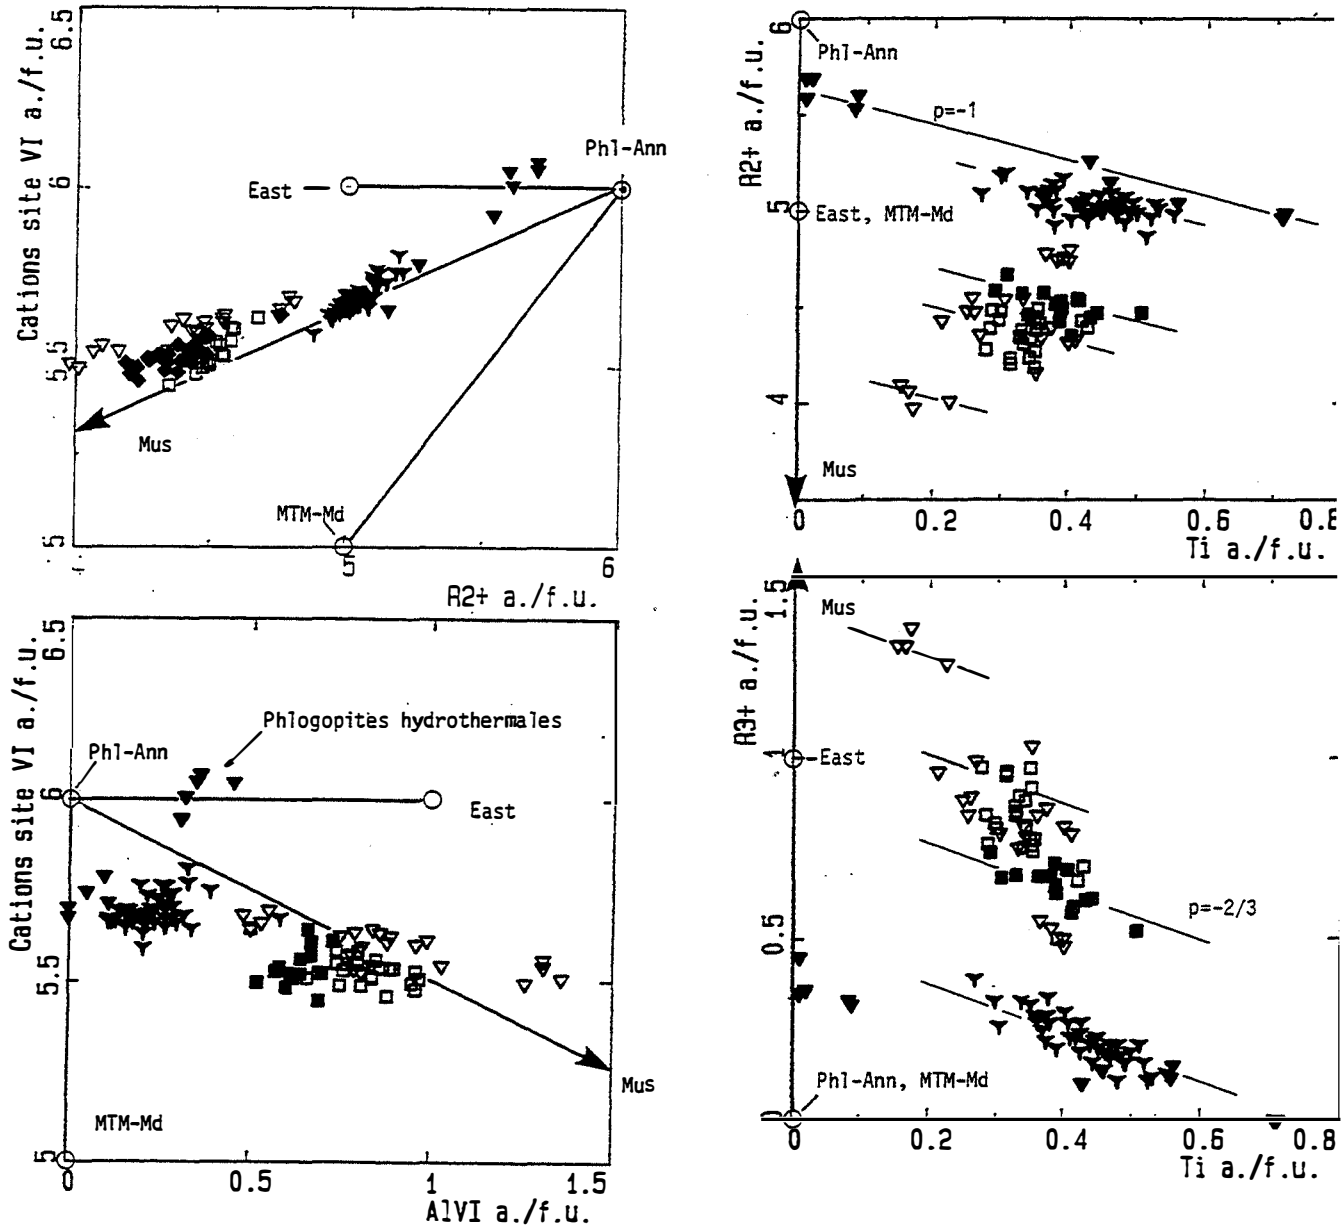 Cations site VI a./f.u.
6.5
6
5.5
5
Phl-Ann
East
Mus
MTM-Md
5
6
R2+ a./f.u.
R2+ a./f.u.
6
5
4
Phl-Ann
p=-1
East, MTM-Md
Mus
0
0.2
0.4
0.6
0.8
Ti a./f.u.
Cations site VI a./f.u.
6.5
6
5.5
5
Phlogopites hydrothermales
Phl-Ann
East
Mus
MTM-Md
0
0.5
1
1.5
AlVI a./f.u.
R3+ a./f.u.
1.5
1
0.5
0
Mus
East
p=-2/3
Phl-Ann, MTM-Md
0
0.2
0.4
0.6
0.8
Ti a./f.u.